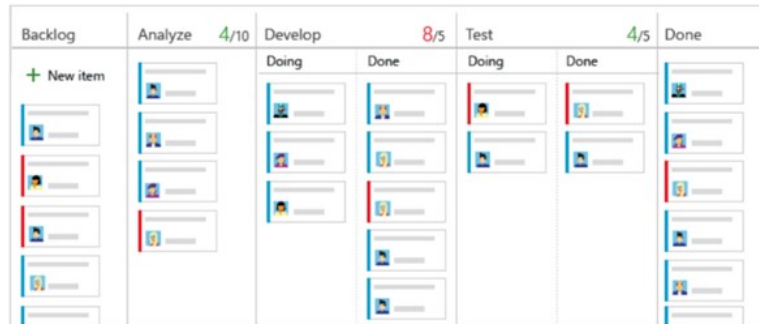 Backlog
Analyze 4/10
Develop 8/5
Test 4/5
Done
+ New item
Doing
Done
Doing
Done